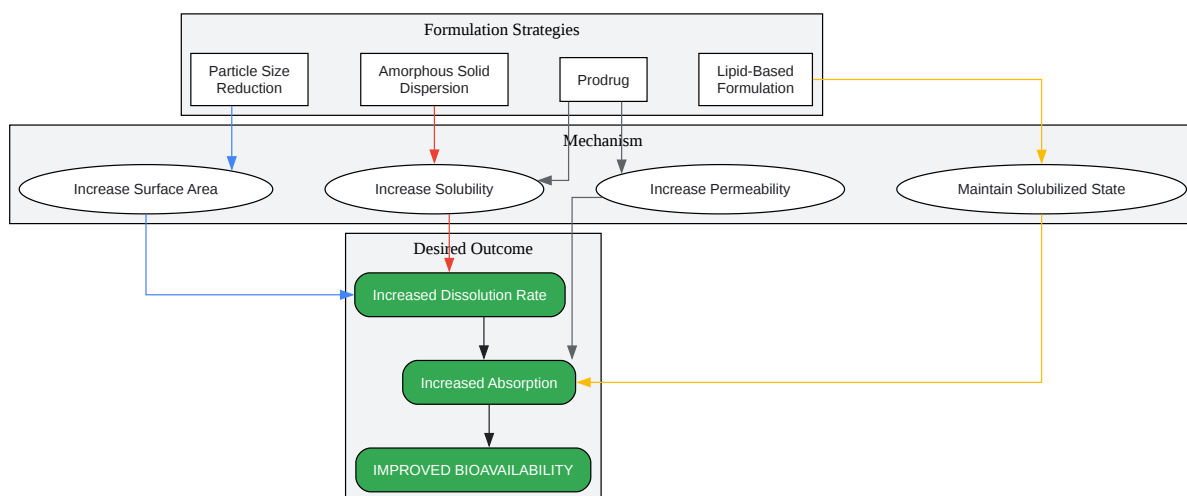 Formulation Strategies
Particle Size
Reduction
Amorphous Solid
Dispersion
Prodrug
Lipid-Based
Formulation
Mechanism
Increase Surface Area
Increase Solubility
Increase Permeability
Maintain Solubilized State
Desired Outcome
Increased Dissolution Rate
Increased Absorption
IMPROVED BIOAVAILABILITY